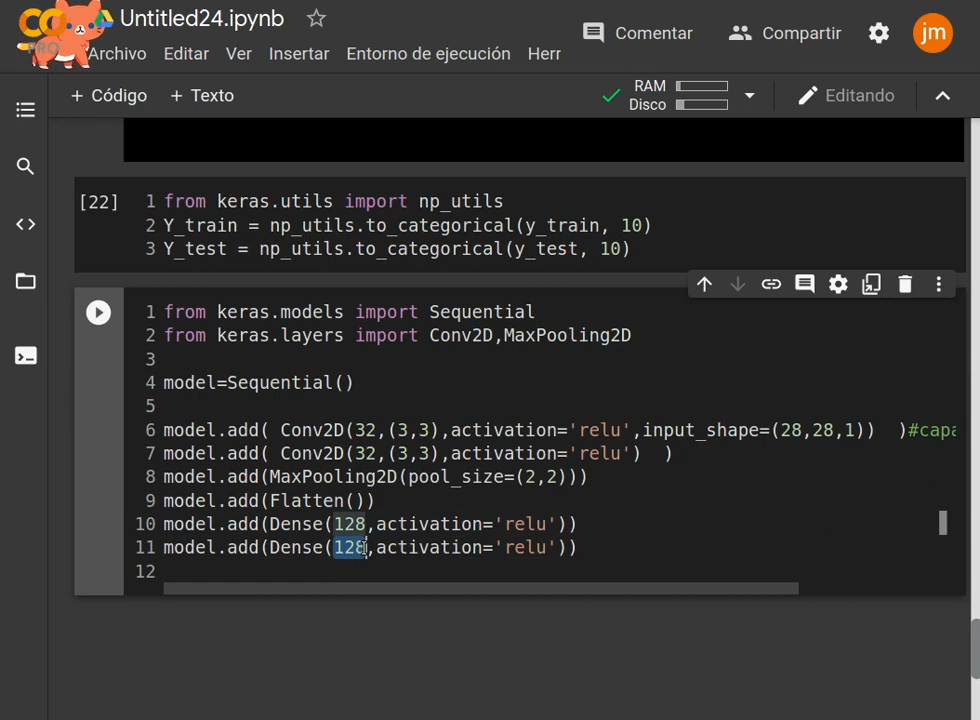 Untitled24.ipynb
Comentar
Compartir
jm
PRO
Archivo Editar Ver Insertar Entorno de ejecución Herr
+ Código + Texto
RAM
Disco
Editando
[22]
1 from keras.utils import np_utils
2 Y_train = np_utils.to_categorical(y_train, 10)
3 Y_test = np_utils.to_categorical(y_test, 10)
1 from keras.models import Sequential
2 from keras.layers import Conv2D,MaxPooling2D
3
4 model=Sequential()
5
6 model.add( Conv2D(32,(3,3),activation='relu',input_shape=(28,28,1)) )#capa
7 model.add( Conv2D(32,(3,3),activation='relu') )
8 model.add(MaxPooling2D(pool_size=(2,2)))
9 model.add(Flatten())
10 model.add(Dense(128,activation='relu'))
11 model.add(Dense(128,activation='relu'))
12